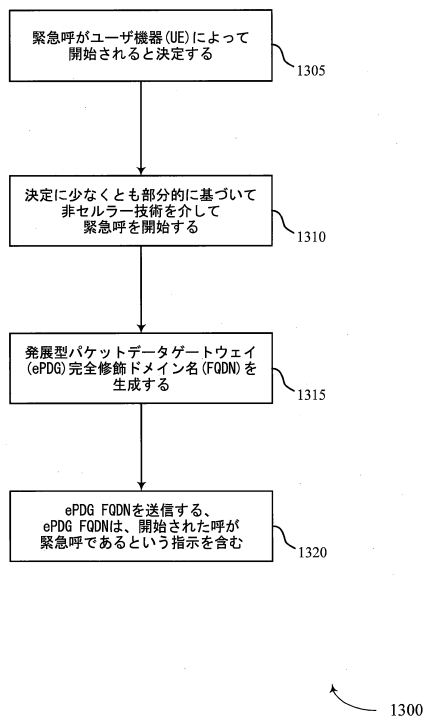 緊急呼がユーザ機器(UE)によって
開始されると決定する
1305
決定に少なくとも部分的に基づいて
非セルラー技術を介して
緊急呼を開始する
1310
発展型パケットデータゲートウェイ
(ePDG)完全修飾ドメイン名(FQDN)を
生成する
1315
ePDG FQDNを送信する、
ePDG FQDNは、開始された呼が
緊急呼であるという指示を含む
1320
1300